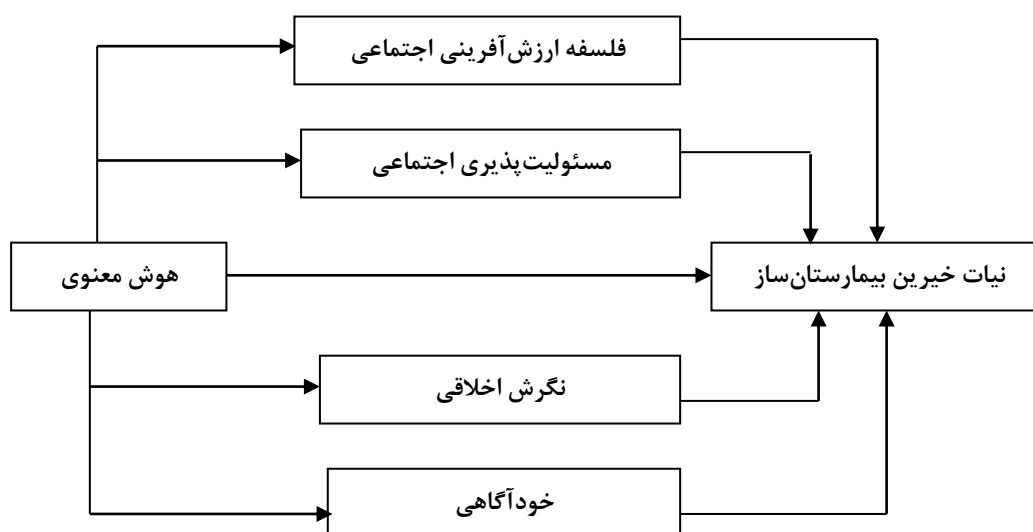 فلسفه ارزش‌آفرینی اجتماعی
مسئولیت‌پذیری اجتماعی
هوش معنوی
نیات خیرین بیمارستان‌ساز
نگرش اخلاقی
خودآگاهی